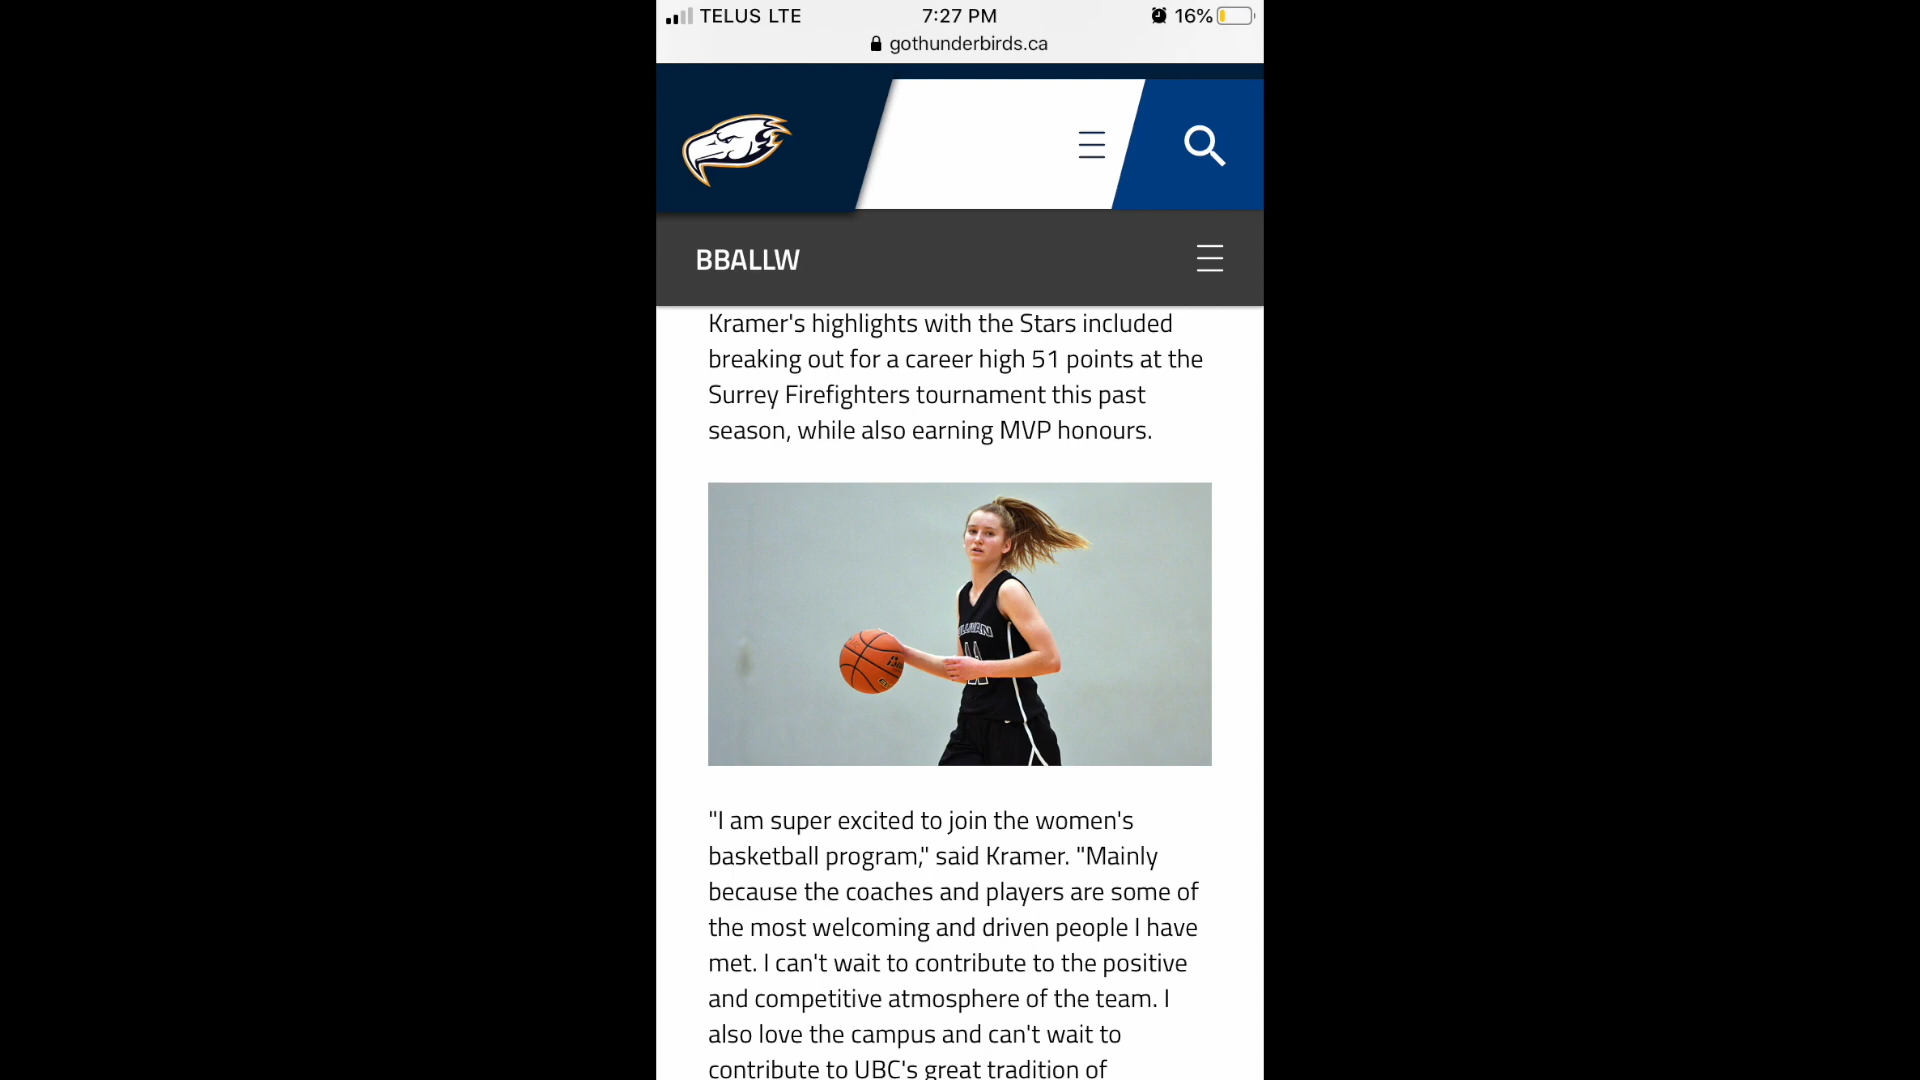 TELUS LTE 7:27 PM 16%
gothunderbirds.ca
BBALLW
Kramer's highlights with the Stars included
breaking out for a career high 51 points at the
Surrey Firefighters tournament this past
season, while also earning MVP honours.
11
"I am super excited to join the women's
basketball program," said Kramer. "Mainly
because the coaches and players are some of
the most welcoming and driven people I have
met. I can't wait to contribute to the positive
and competitive atmosphere of the team. I
also love the campus and can't wait to
contribute to UBC's great tradition of